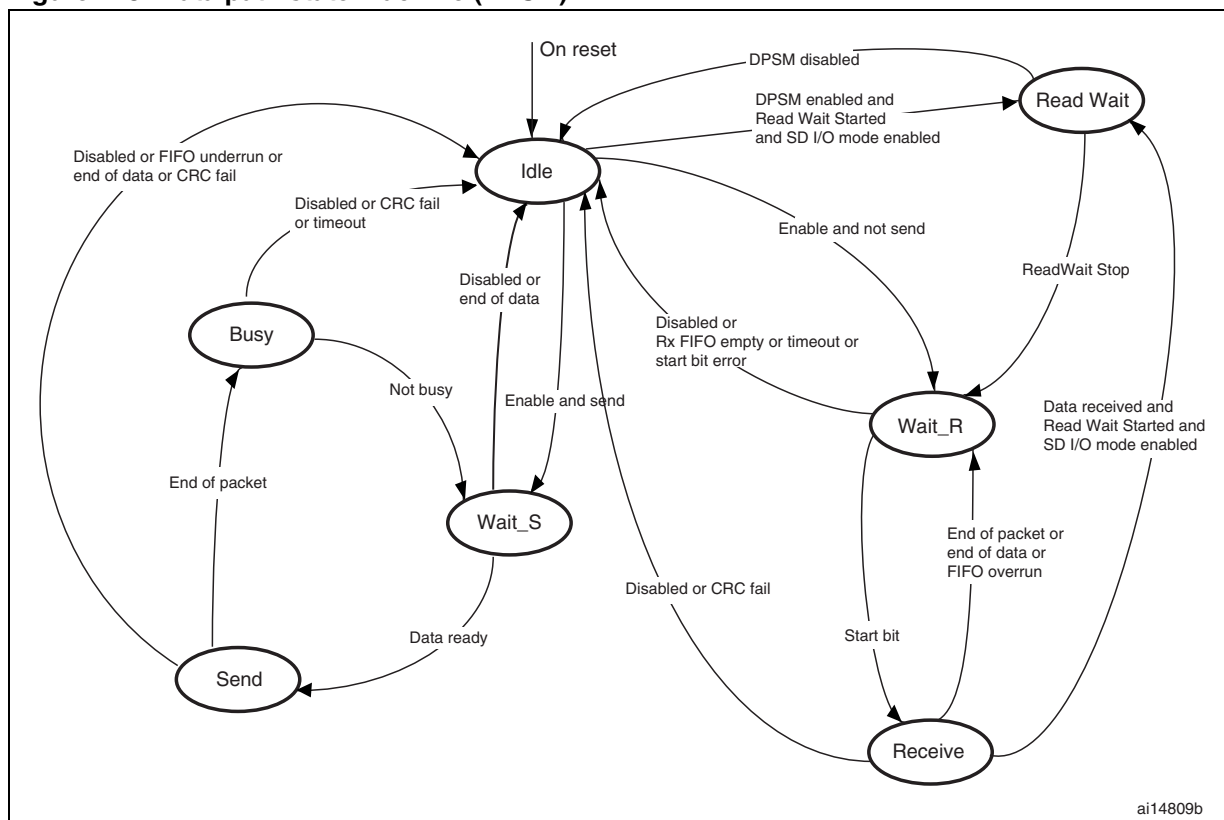 On reset
DPSM disabled
Read Wait
DPSM enabled and
Read Wait Started
and SD I/O mode enabled
Disabled or FIFO underrun or
end of data or CRC fail
Idle
Disabled or CRC fail
or timeout
Enable and not send
Disabled or
end of data
ReadWait Stop
Disabled or
Rx FIFO empty or timeout or
start bit error
Busy
Not busy
Enable and send
Wait_R
Data received and
Read Wait Started and
SD I/O mode enabled
End of packet
Wait_S
End of packet or
end of data or
FIFO overrun
Disabled or CRC fail
Data ready
Start bit
Send
Receive
ai14809b